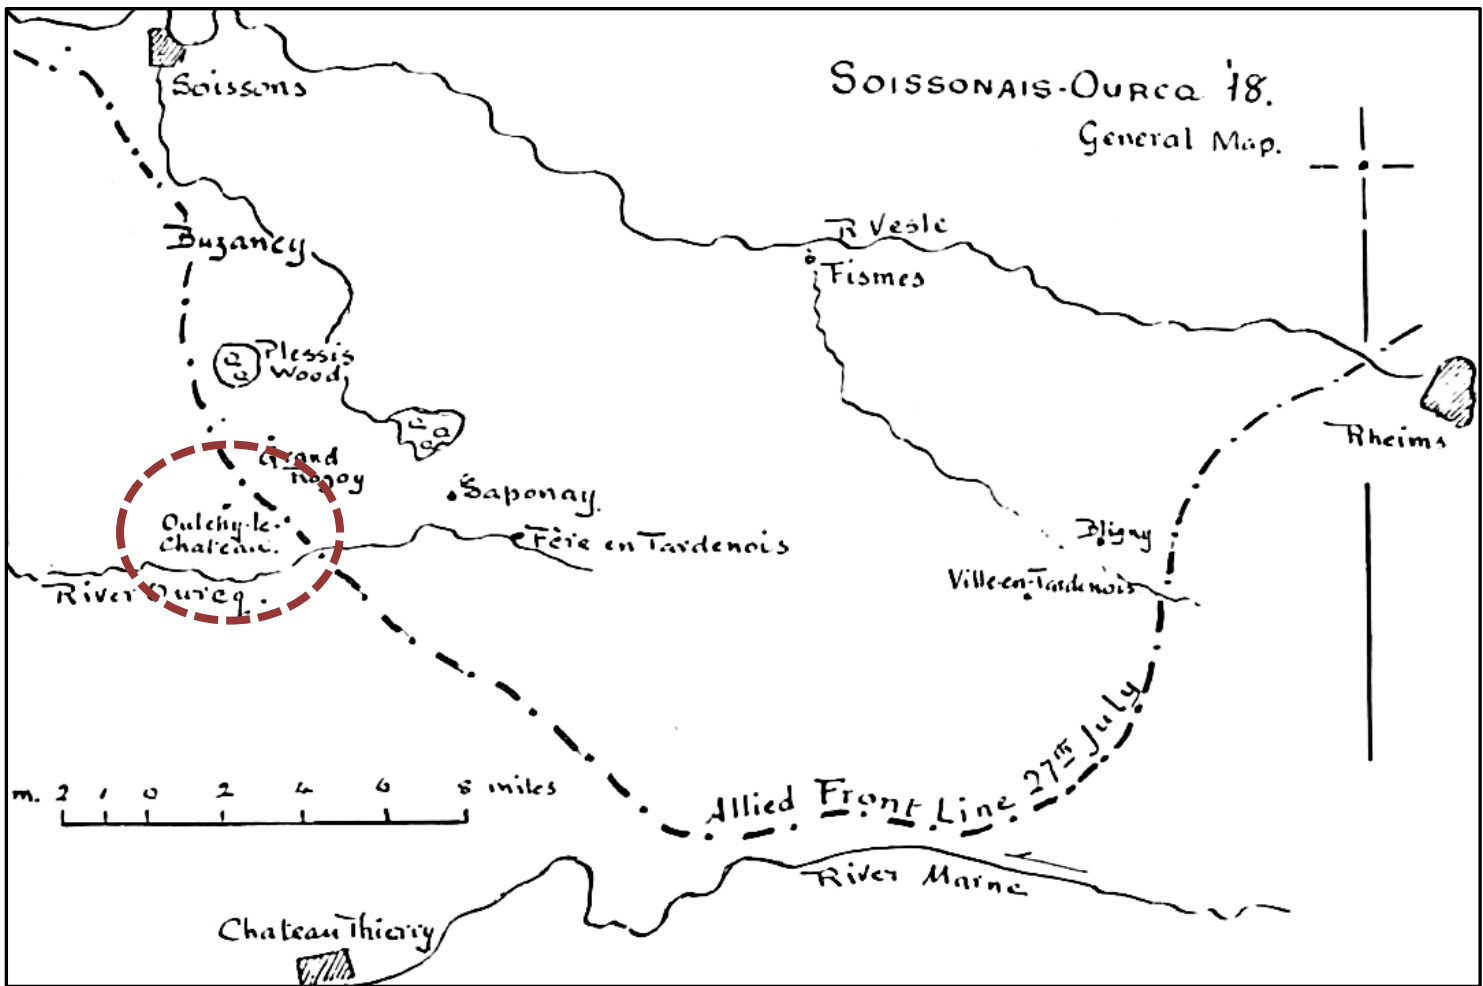 SOISSONAIS-OURCQ '18.
General Map.
Soissons
Buzancy
R Vesle
Fismes
Plessis
Wood
Rheims
Grand
Rozoy
Saponay.
Oulchy-le-
Chateau.
Fère en Tardenois
Bligny
Ville-en-Tardenois
River Ourcq.
Allied Front Line 27th July
m. 2 1 0 2 4 6 8 miles
River Marne
Chateau Thierry